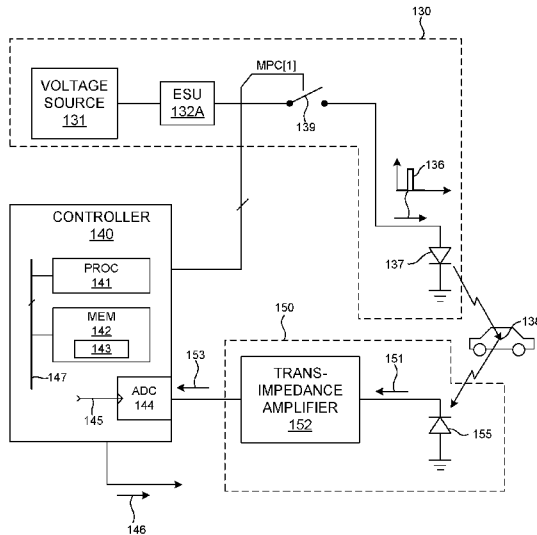 130
MPC[1]
VOLTAGE
SOURCE
131
ESU
132A
139
136
CONTROLLER
140
PROC
141
137
MEM
142
143
150
138
153
TRANS-
IMPEDANCE
AMPLIFIER
152
151
ADC
144
147
145
155
146